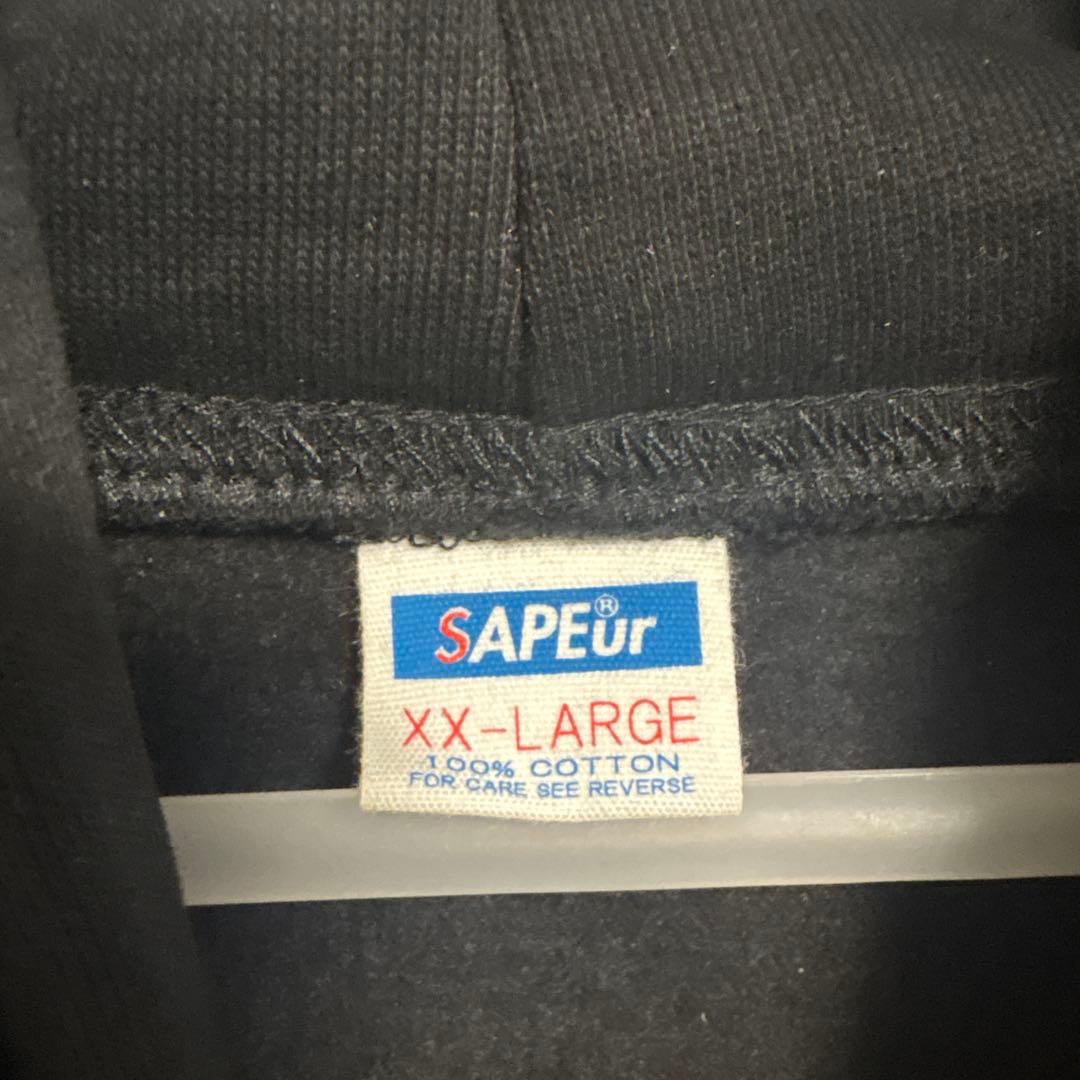 SAPEur®
XX-LARGE
100% COTTON
FOR CARE SEE REVERSE